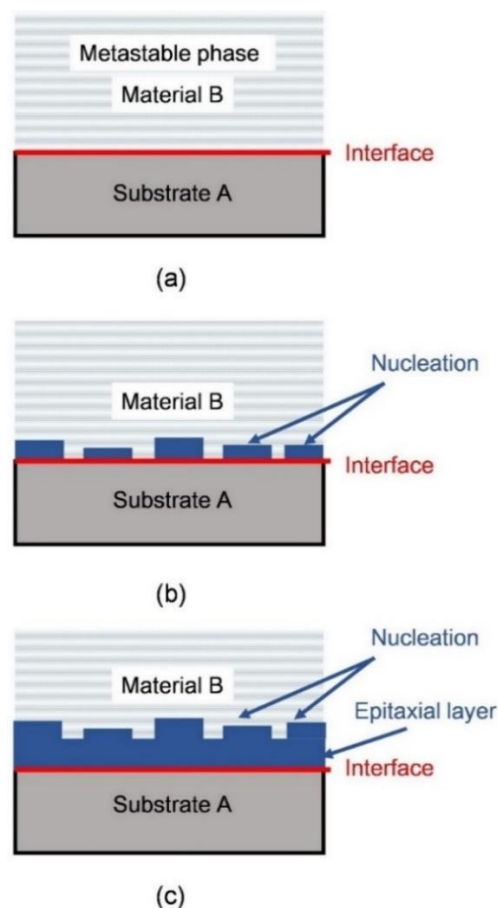 Metastable phase
Material B
Interface
Substrate A
(a)
Nucleation
Material B
Interface
Substrate A
(b)
Nucleation
Material B
Epitaxial layer
Interface
Substrate A
(c)